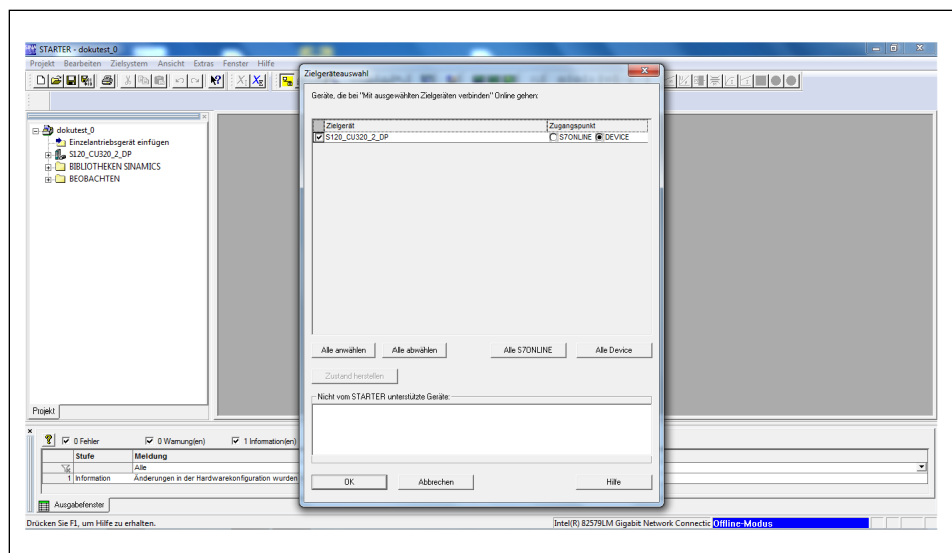 STARTER - dokutest_0
Projekt Bearbeiten Zielsystem Ansicht Extras Fenster Hilfe
dokutest_0
Einzelantriebsgerät einfügen
S120_CU320_2_DP
BIBLIOTHEKEN SINAMICS
BEOBACHTEN
Projekt
Zielgeräteauswahl
Geräte, die bei "Mit ausgewählten Zielgeräten verbinden" Online gehen:
Zielgerät Zugangspunkt
S120_CU320_2_DP S7ONLINE DEVICE
Alle anwählen Alle abwählen Alle S7ONLINE Alle Device
Zustand herstellen
Nicht vom STARTER unterstützte Geräte:
OK Abbrechen Hilfe
0 Fehler 0 Warnung(en) 1 Information(en)
Stufe Meldung
Alle
1 Information Änderungen in der Hardwarekonfiguration wurden
Ausgabefenster
Drücken Sie F1, um Hilfe zu erhalten. Intel(R) 82579LM Gigabit Network Connectic Offline-Modus